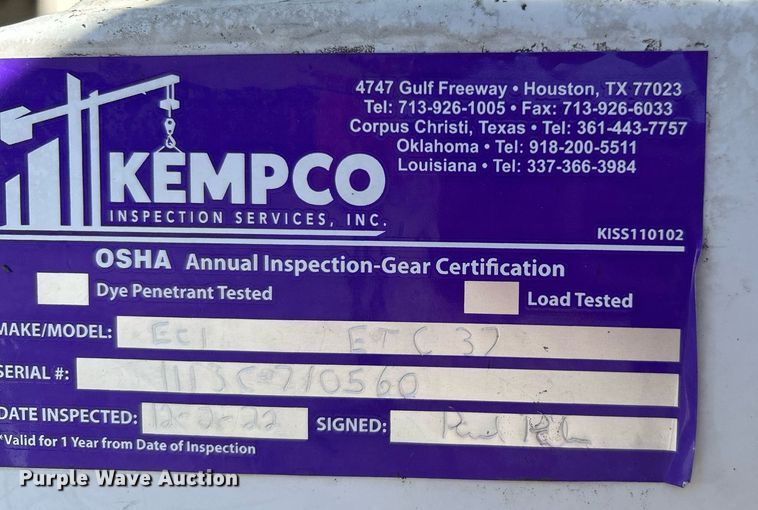 4747 Gulf Freeway • Houston, TX 77023
Tel: 713-926-1005 • Fax: 713-926-6033
Corpus Christi, Texas • Tel: 361-443-7757
Oklahoma • Tel: 918-200-5511
Louisiana • Tel: 337-366-3984
KEMPCO
INSPECTION SERVICES, INC.
KISS110102
OSHA Annual Inspection-Gear Certification
Dye Penetrant Tested Load Tested
MAKE/MODEL: ETC 37
SERIAL #: 1113C-710560
DATE INSPECTED: 12-2-22 SIGNED:
*Valid for 1 Year from Date of Inspection
Purple Wave Auction